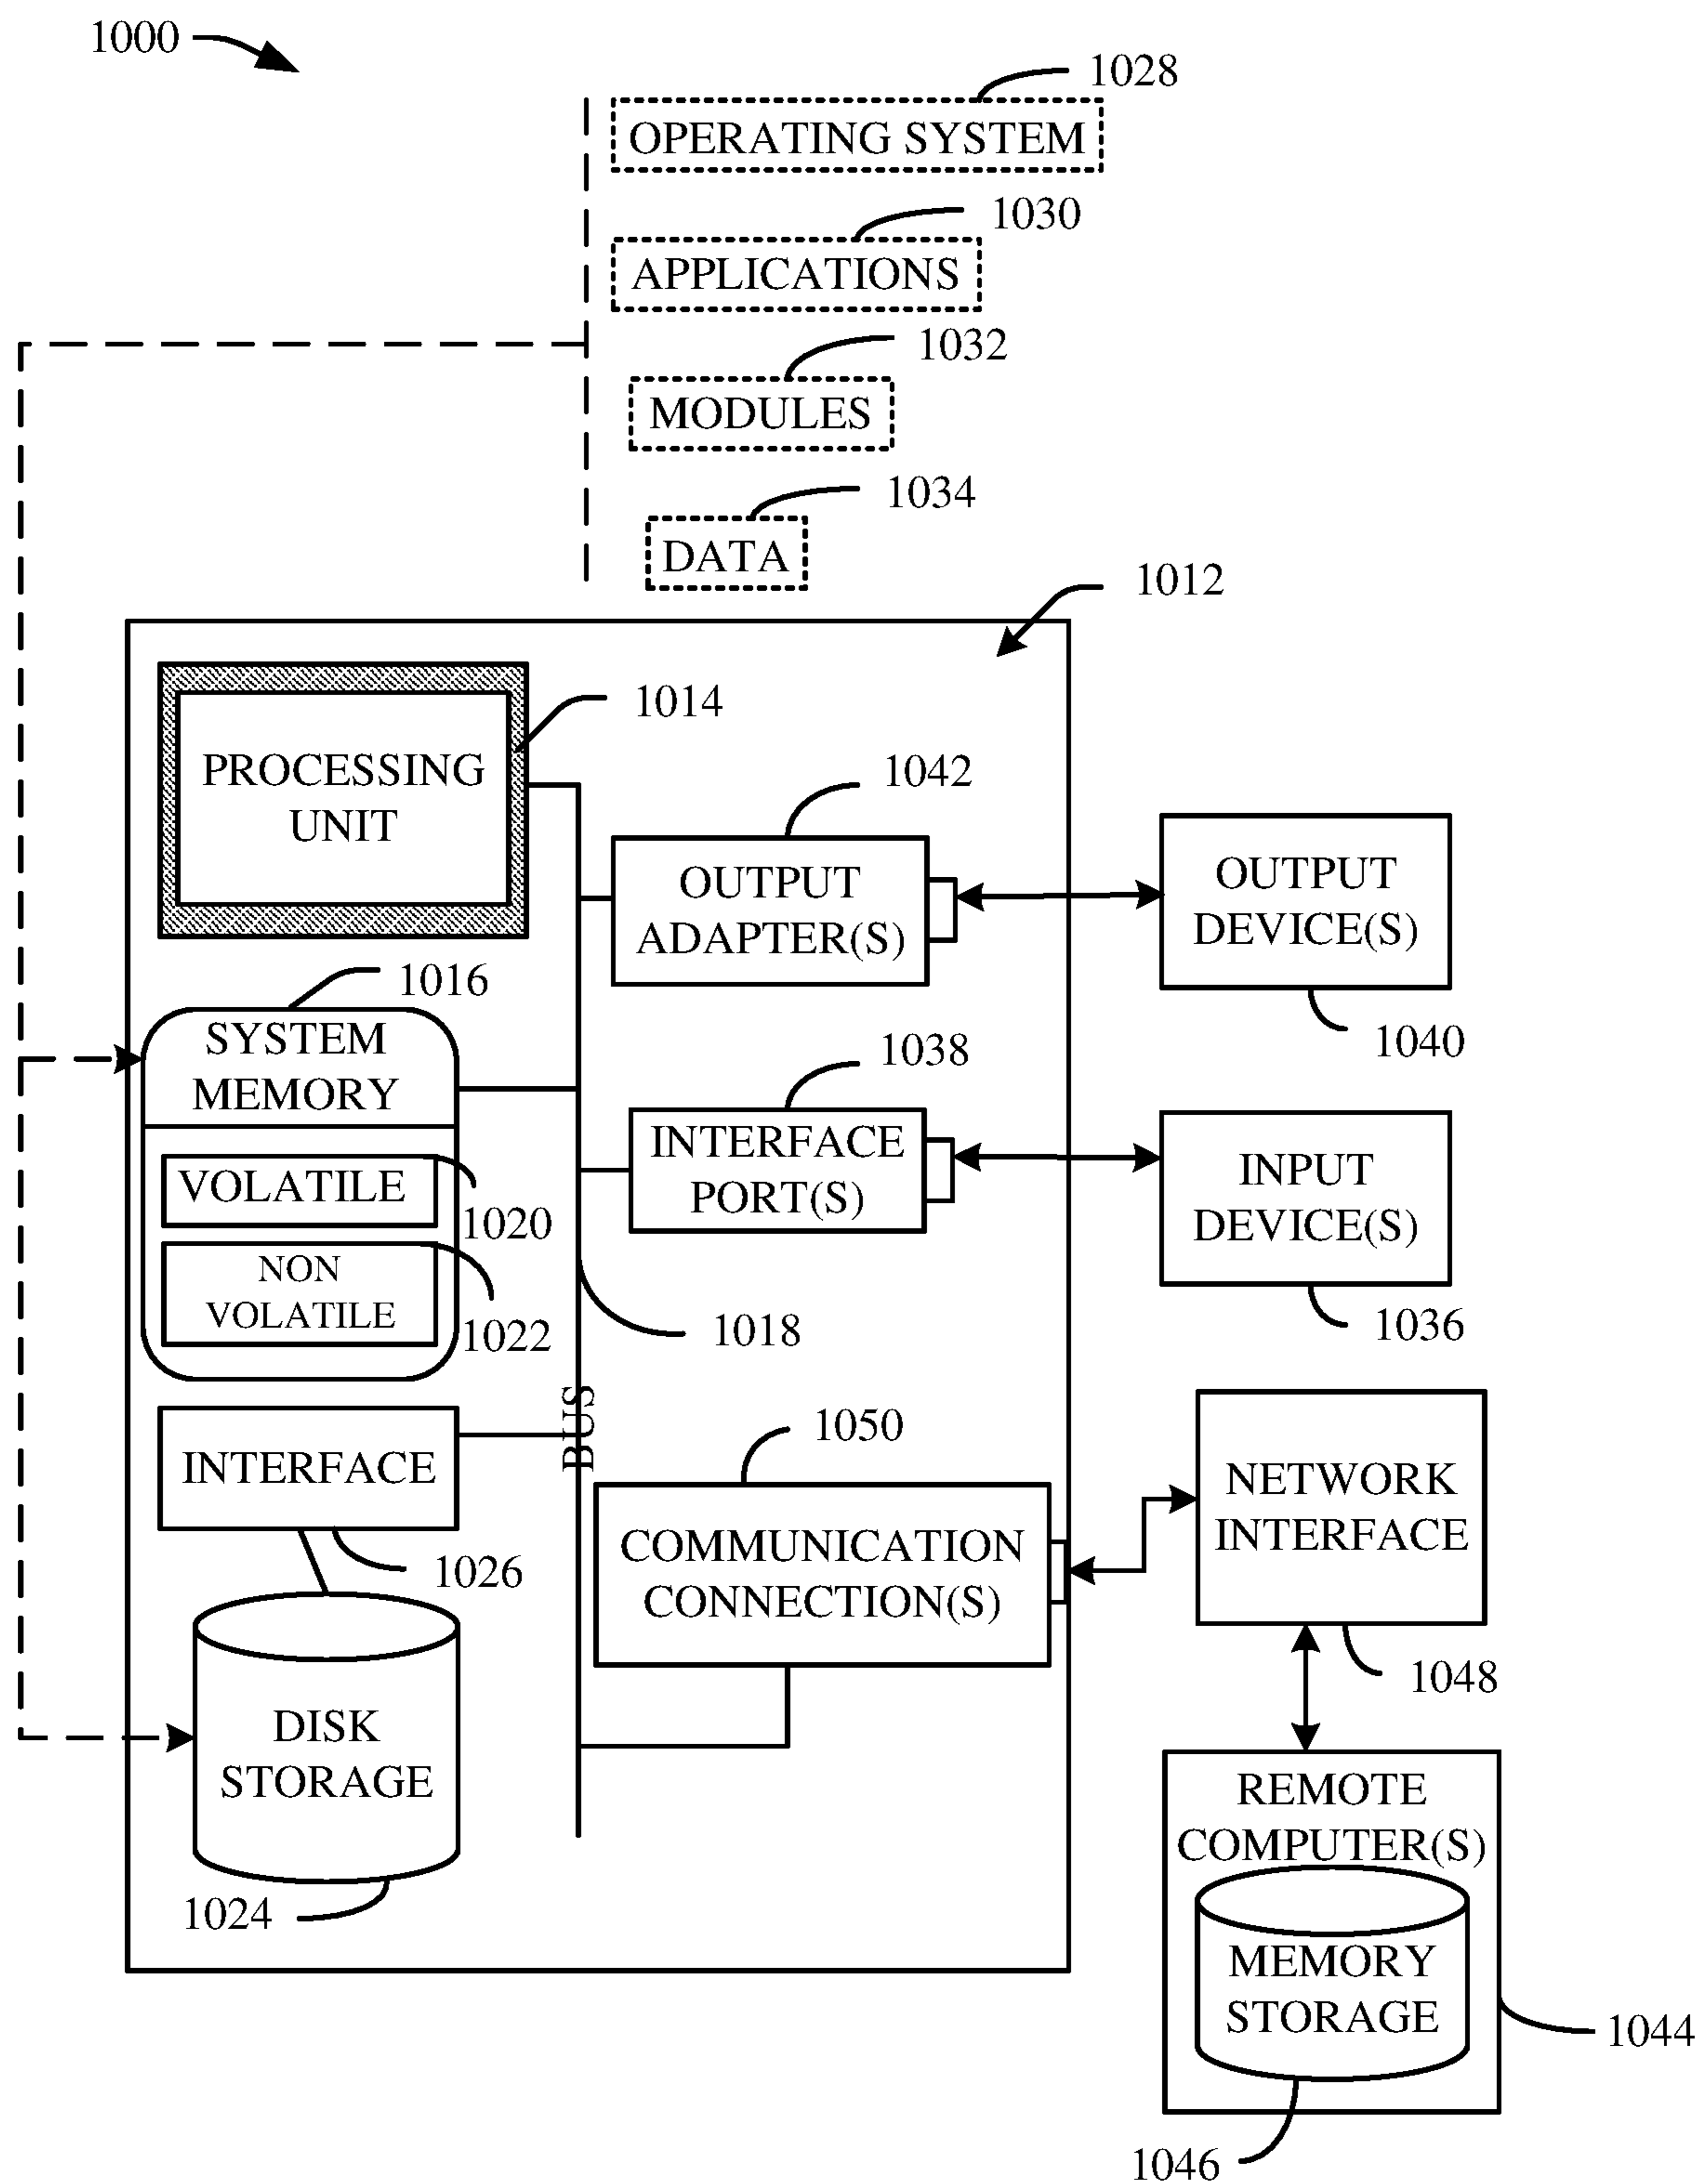 1000
1028
OPERATING SYSTEM
1030
APPLICATIONS
1032
MODULES
1034
DATA
1012
1014
PROCESSING
UNIT
1042
OUTPUT
ADAPTER(S)
OUTPUT
DEVICE(S)
1040
1016
SYSTEM
MEMORY
VOLATILE
1020
NON
VOLATILE
1022
1038
INTERFACE
PORT(S)
INPUT
DEVICE(S)
1036
1018
BUS
INTERFACE
1026
1050
COMMUNICATION
CONNECTION(S)
NETWORK
INTERFACE
1048
DISK
STORAGE
1024
REMOTE
COMPUTER(S)
MEMORY
STORAGE
1044
1046